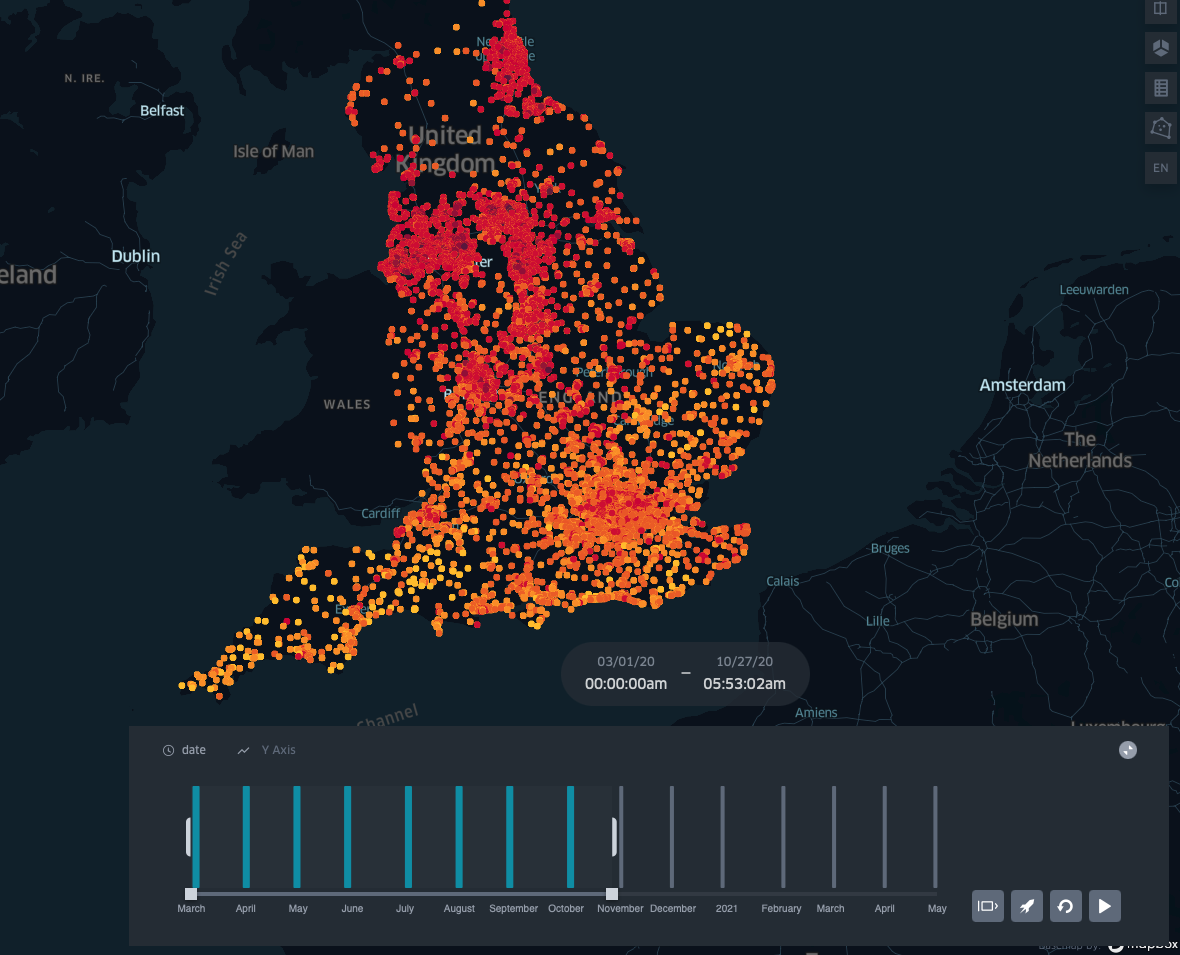 EN
N. IRE.
Belfast
United
Kingdom
Isle of Man
Irish Sea
Dublin
eland
WALES
ENGLAND
Cardiff
Leeuwarden
Amsterdam
The
Netherlands
Bruges
Calais
Lille
Belgium
Amiens
Channel
03/01/20
00:00:00am
–
10/27/20
05:53:02am
date
Y Axis
March
April
May
June
July
August
September
October
November
December
2021
February
March
April
May
mapbox